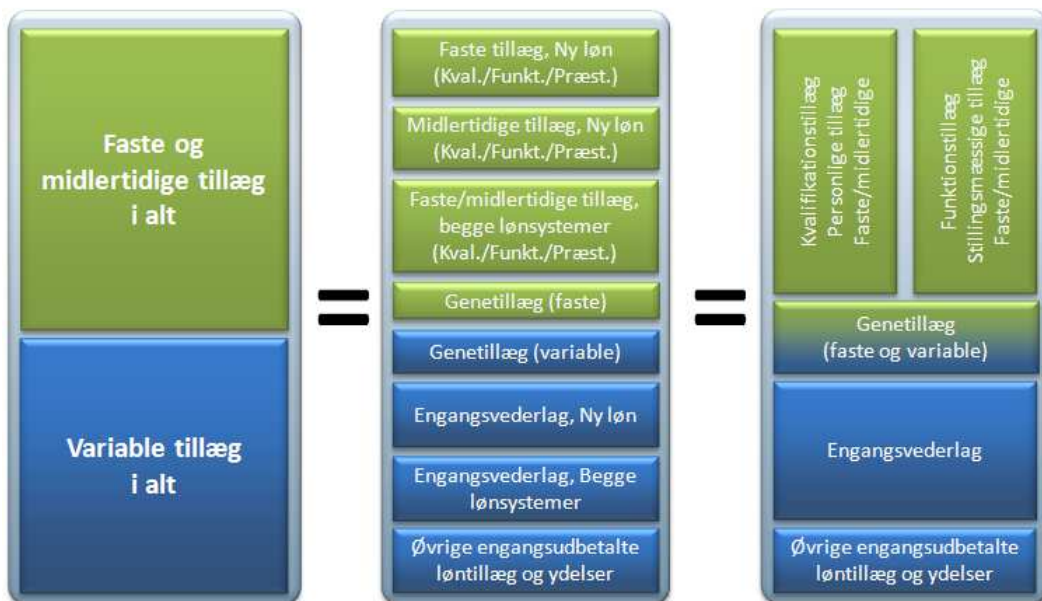 Faste og
midlertidige tillæg
i alt
Variable tillæg
i alt
=
Faste tillæg, Ny løn
(Kval./Funkt./Præst.)
Midlertidige tillæg, Ny løn
(Kval./Funkt./Præst.)
Faste/midlertidige tillæg,
begge lønsystemer
(Kval./Funkt./Præst.)
Genetillæg (faste)
Genetillæg (variable)
Engangsvederlag, Ny løn
Engangsvederlag, Begge
lønsystemer
Øvrige engangsudbetalte
løntillæg og ydelser
=
Kvalifikationstillæg
Personlige tillæg
Faste/midlertidige
Funktionstillæg
Stillingsmæssige tillæg
Faste/midlertidige
Genetillæg
(faste og variable)
Engangsvederlag
Øvrige engangsudbetalte
løntillæg og ydelser